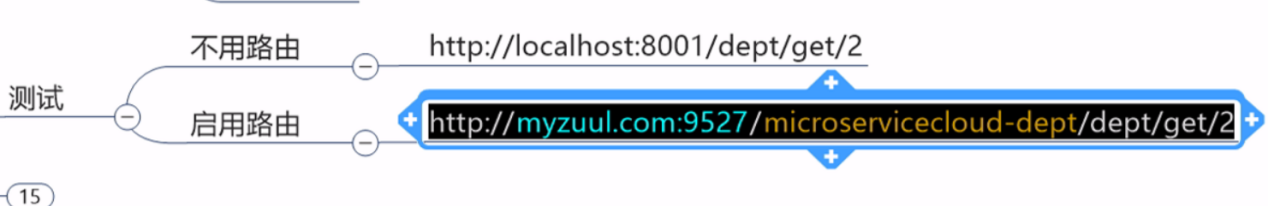 不用路由
http://localhost:8001/dept/get/2
测试
启用路由
http://myzuul.com:9527/microservicecloud-dept/dept/get/2
15